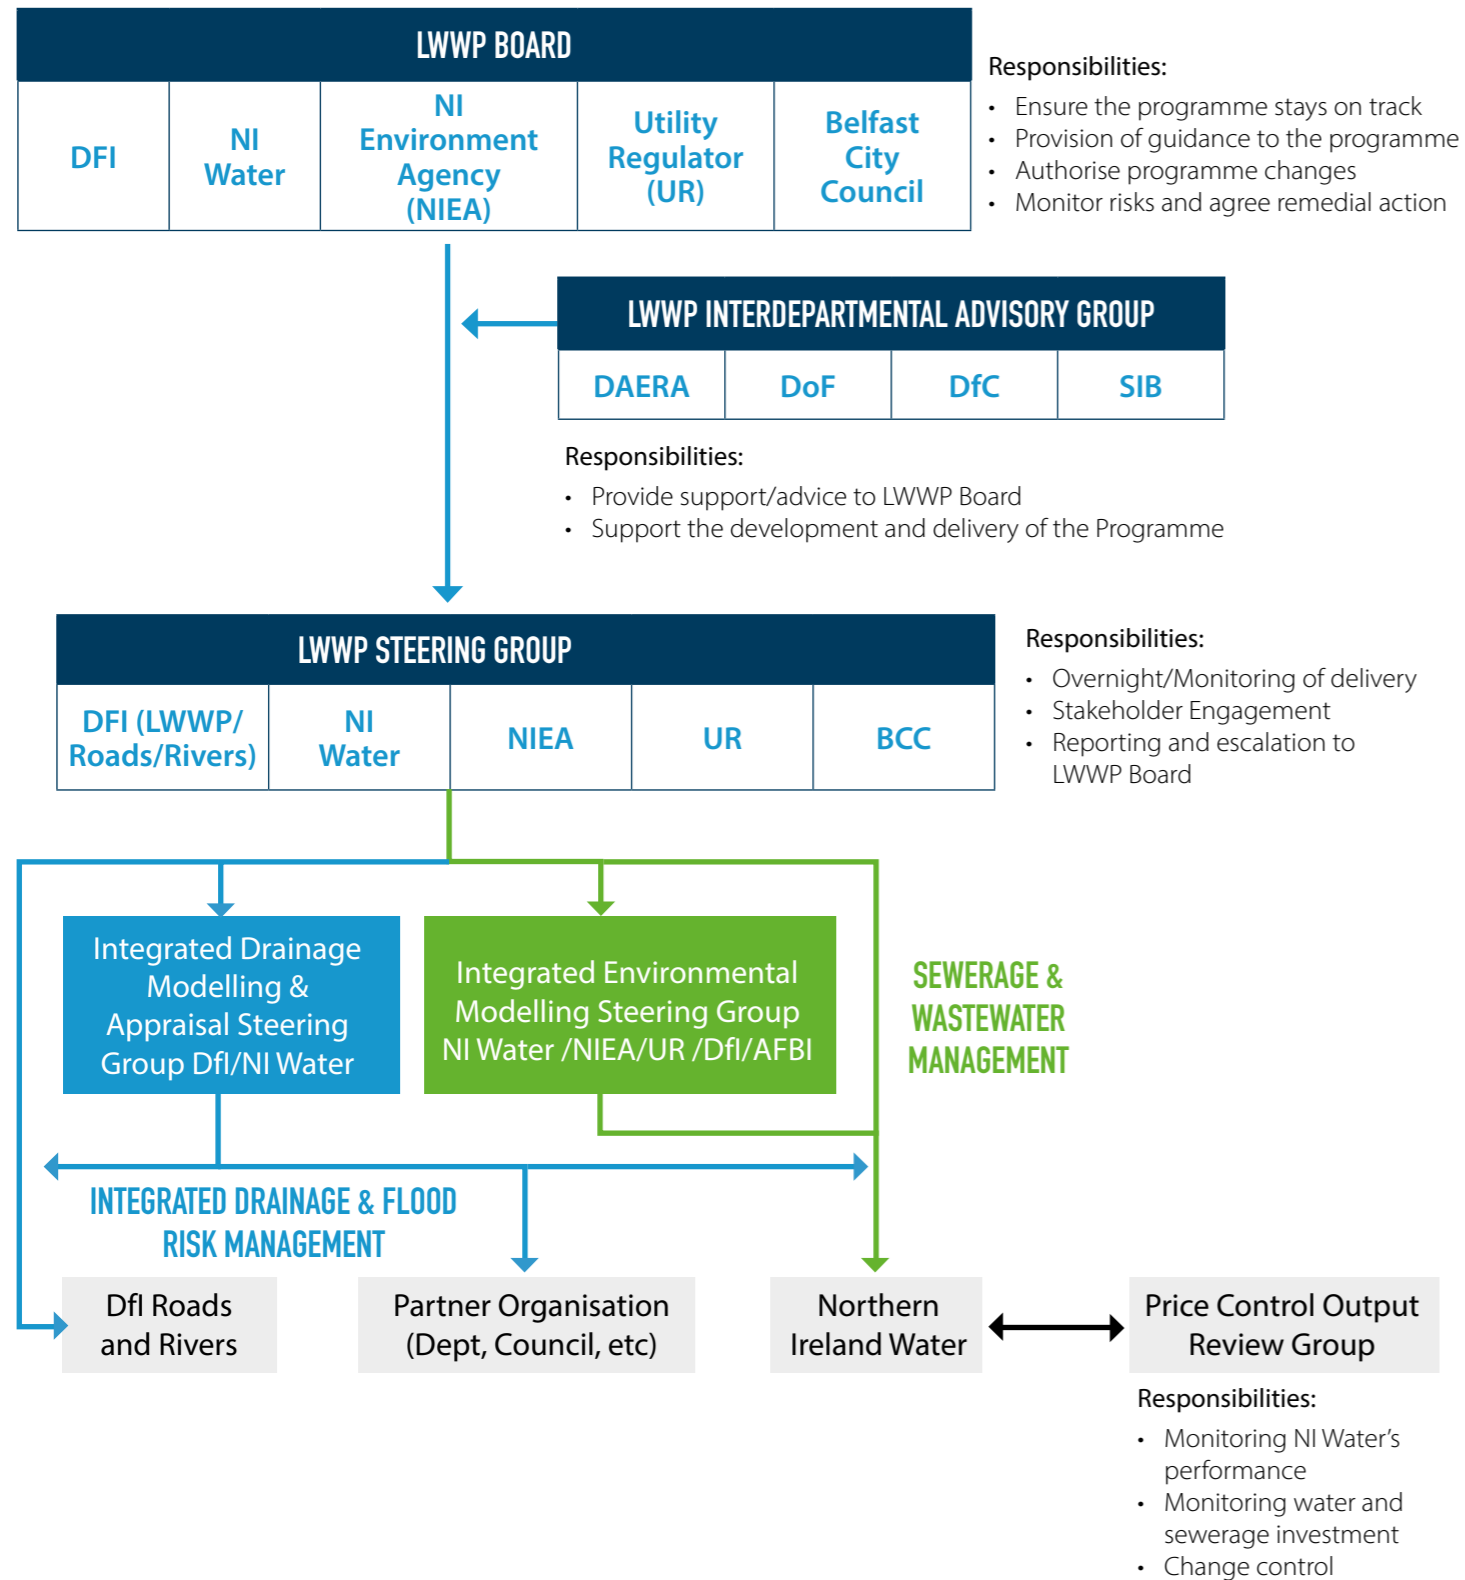 LWWP BOARD
DFI
NI
Water
NI
Environment
Agency
(NIEA)
Utility
Regulator
(UR)
Belfast
City
Council
Responsibilities:
• Ensure the programme stays on track
• Provision of guidance to the programme
• Authorise programme changes
• Monitor risks and agree remedial action
LWWP INTERDEPARTMENTAL ADVISORY GROUP
DAERA
DoF
DfC
SIB
Responsibilities:
• Provide support/advice to LWWP Board
• Support the development and delivery of the Programme
LWWP STEERING GROUP
DFI (LWWP/
Roads/Rivers)
NI
Water
NIEA
UR
BCC
Responsibilities:
• Overnight/Monitoring of delivery
• Stakeholder Engagement
• Reporting and escalation to
LWWP Board
Integrated Drainage
Modelling &
Appraisal Steering
Group DfI/NI Water
Integrated Environmental
Modelling Steering Group
NI Water /NIEA/UR /DfI/AFBI
SEWERAGE &
WASTEWATER
MANAGEMENT
INTEGRATED DRAINAGE & FLOOD
RISK MANAGEMENT
DfI Roads
and Rivers
Partner Organisation
(Dept, Council, etc)
Northern
Ireland Water
Price Control Output
Review Group
Responsibilities:
• Monitoring NI Water’s
performance
• Monitoring water and
sewerage investment
• Change control